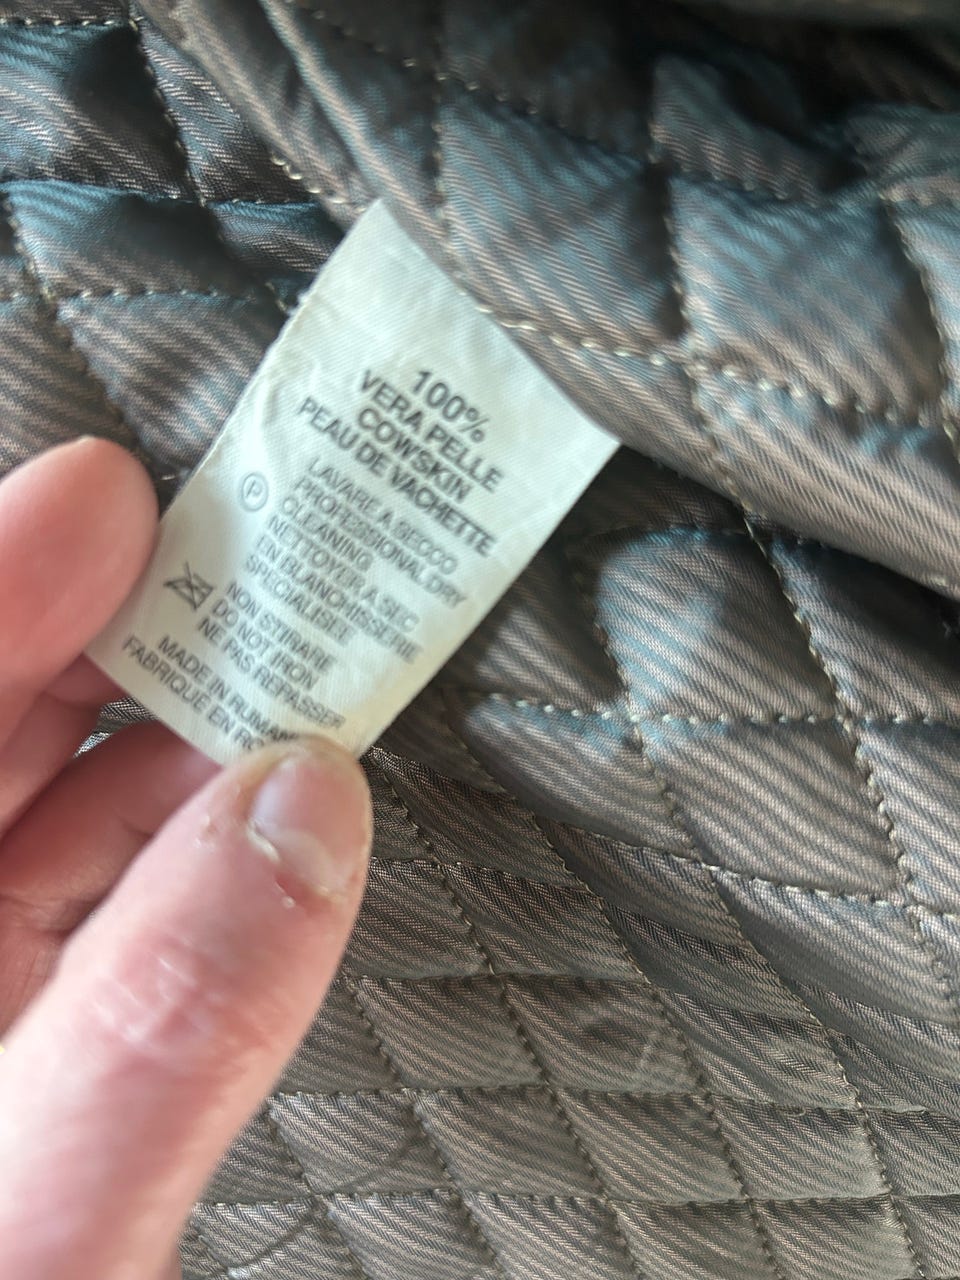 100%
VERA PELLE
COWSKIN
PEAU DE VACHETTE
LAVARE A SECCO
PROFESSIONAL DRY
CLEANING
NETTOYER A SEC
EN BLANCHISSERIE
SPECIALISEE
P
NON STIRARE
DO NOT IRON
NE PAS REPASSER
MADE IN
FABRIQUE EN